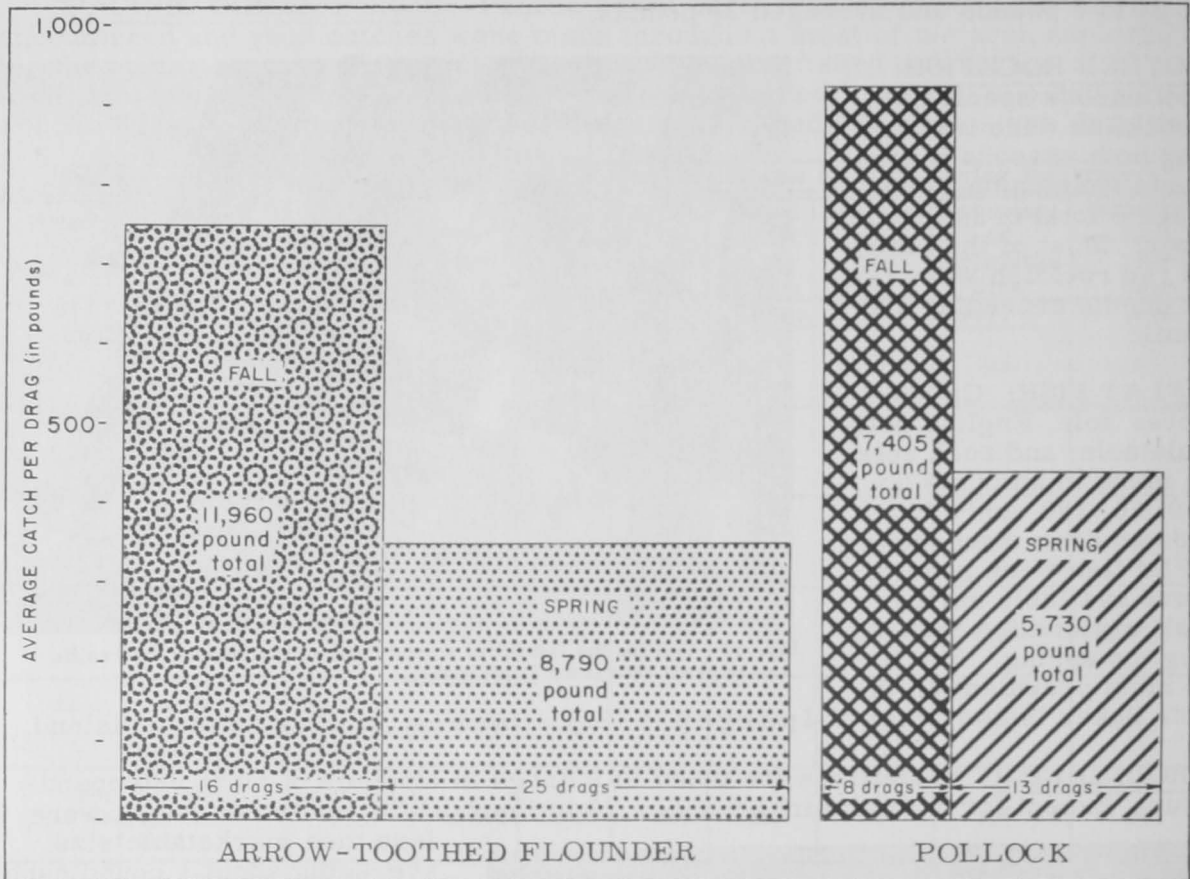 1,000-
AVERAGE CATCH PER DRAG (in pounds)
500-
FALL
11,960
pound
total
16 drags
SPRING
8,790
pound
total
25 drags
FALL
7,405
pound
total
8 drags
SPRING
5,730
pound
total
13 drags
ARROW-TOOTHED FLOUNDER
POLLOCK